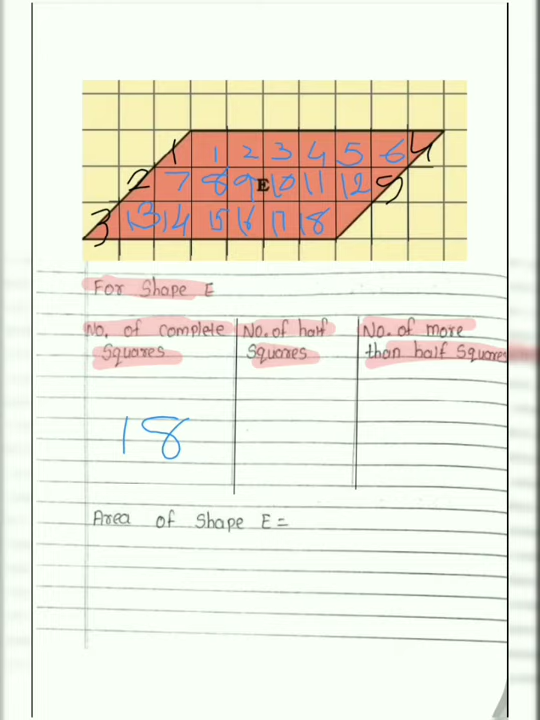 1 1 2 3 4 5 6 4
2 7 8 9 E 10 11 12 5
3 13 14 15 16 17 18
For Shape E
No. of complete Squares
No. of half Squares
No. of more than half Squares
18
Area of Shape E =